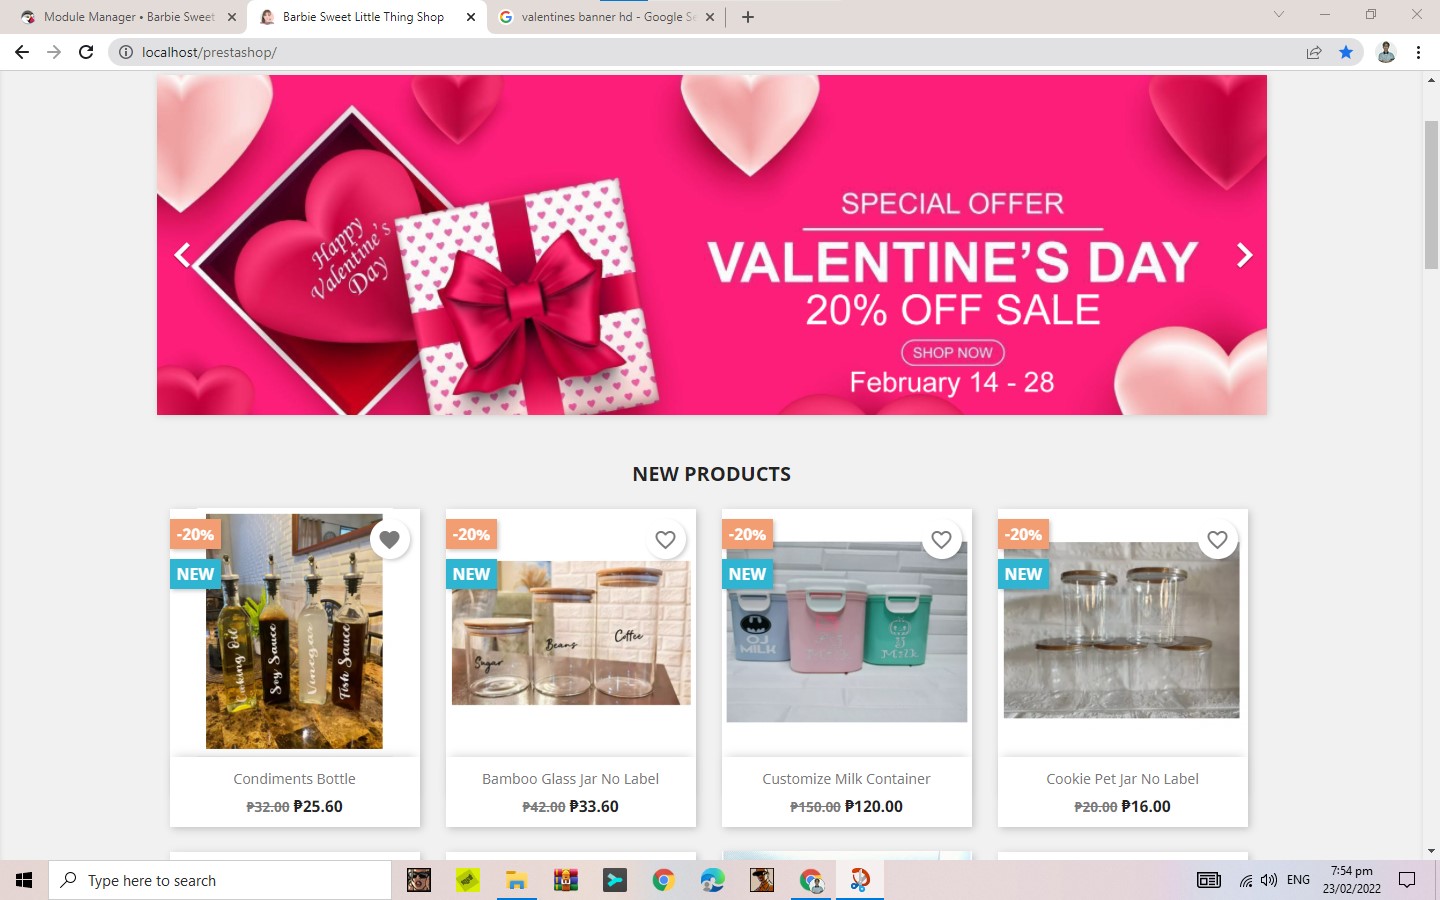 Module Manager • Barbie Sweet
Barbie Sweet Little Thing Shop
valentines banner hd - Google Se
localhost/prestashop/
Happy
Valentine's
Day
SPECIAL OFFER
VALENTINE'S DAY
20% OFF SALE
SHOP NOW
February 14 - 28
NEW PRODUCTS
-20%
NEW
Cooking Oil
Soy Sauce
Vinegar
Fish Sauce
Condiments Bottle
₱32.00 ₱25.60
-20%
NEW
Sugar
Beans
Coffee
Bamboo Glass Jar No Label
₱42.00 ₱33.60
-20%
NEW
MILK
Milk
Customize Milk Container
₱150.00 ₱120.00
-20%
NEW
Cookie Pet Jar No Label
₱20.00 ₱16.00
Type here to search
ENG
7:54 pm
23/02/2022